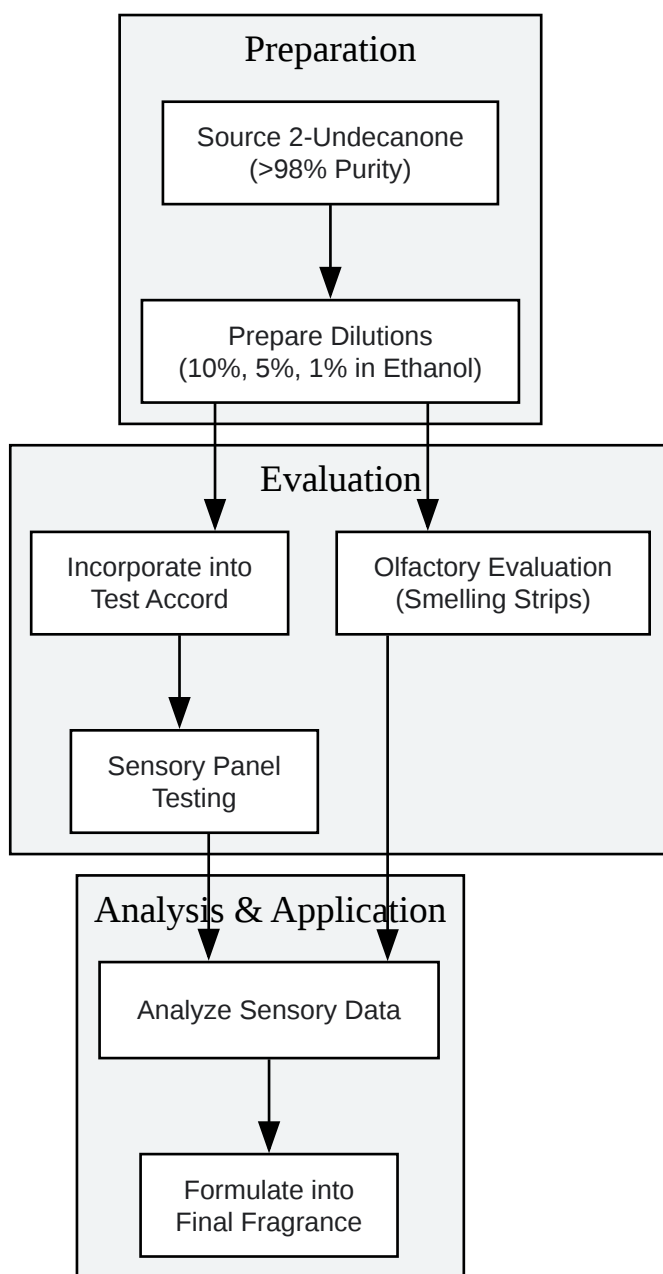 Preparation
Source 2-Undecanone
(>98% Purity)
Prepare Dilutions
(10%, 5%, 1% in Ethanol)
Evaluation
Incorporate into
Test Accord
Olfactory Evaluation
(Smelling Strips)
Sensory Panel
Testing
Analysis & Application
Analyze Sensory Data
Formulate into
Final Fragrance